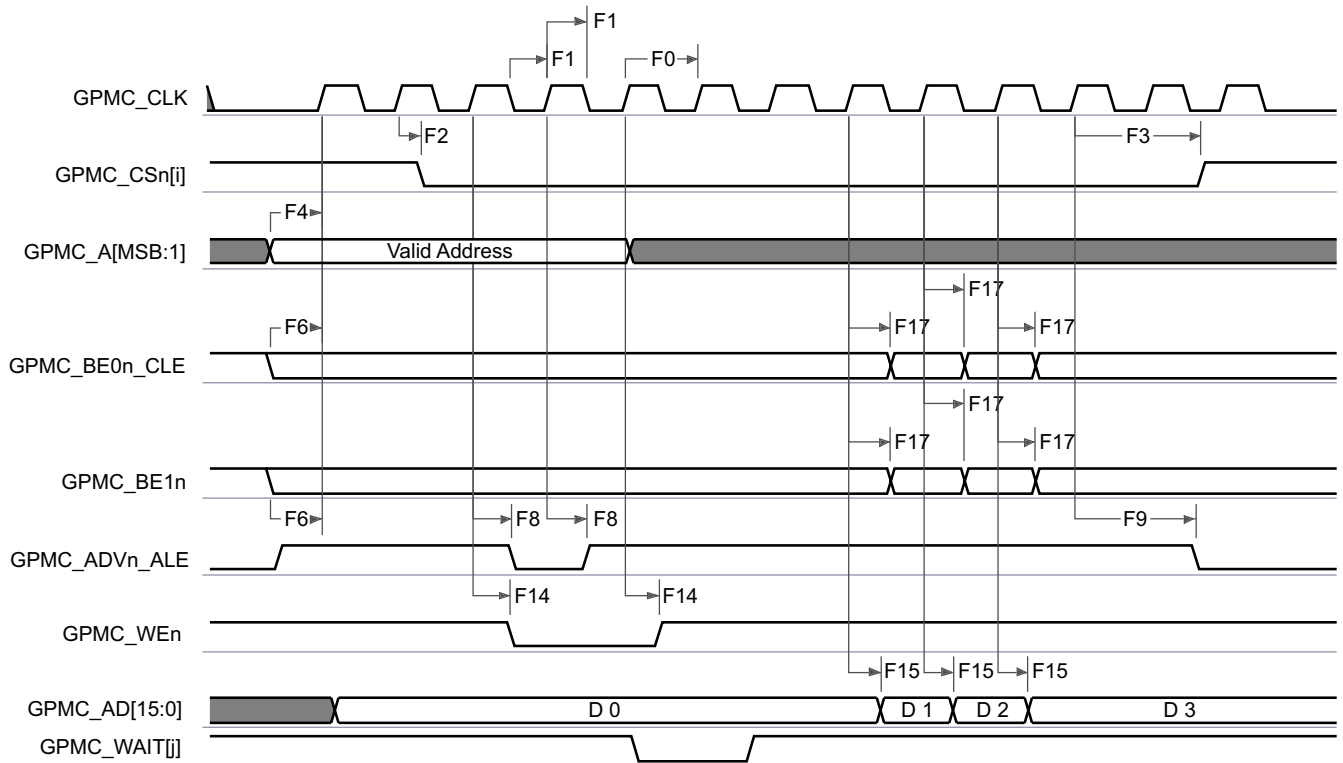 F1
F1
F0
GPMC_CLK
F2
F3
GPMC_CSn[i]
F4
GPMC_A[MSB:1]
Valid Address
F17
F6
F17
F17
GPMC_BE0n_CLE
F17
F17
F17
GPMC_BE1n
F6
F8
F8
F9
GPMC_ADVn_ALE
F14
F14
GPMC_WEn
F15
F15
F15
GPMC_AD[15:0]
D 0
D 1
D 2
D 3
GPMC_WAIT[j]